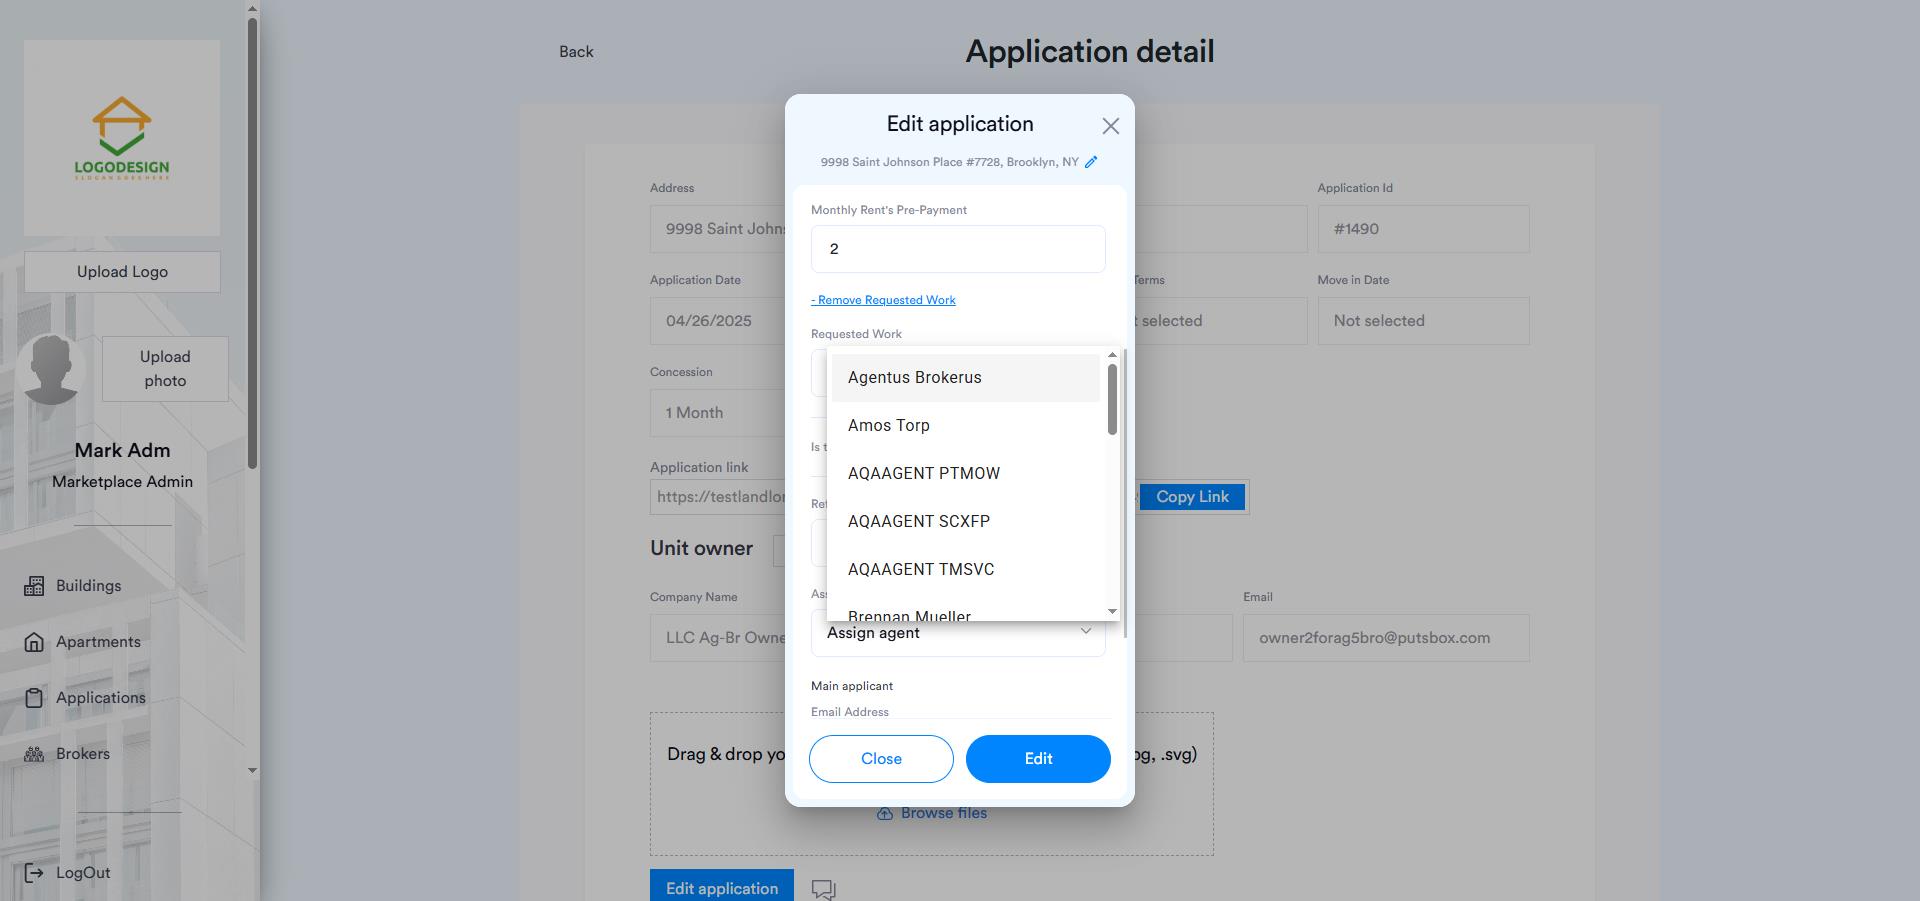 Back
Application detail
LOGODESIGN
SLOGAN GOES HERE
Upload Logo
Upload photo
Mark Adm
Marketplace Admin
Buildings
Apartments
Applications
Brokers
LogOut
Address
9998 Saint Johns
Application Id
#1490
Application Date
04/26/2025
Terms
t selected
Move in Date
Not selected
Concession
1 Month
Application link
https://testlandlor
Copy Link
Unit owner
Company Name
LLC Ag-Br Owne
Email
owner2forag5bro@putsbox.com
Drag & drop yo
og, .svg)
Browse files
Edit application
Edit application
9998 Saint Johnson Place #7728, Brooklyn, NY
Monthly Rent's Pre-Payment
2
- Remove Requested Work
Requested Work
Is t
Ref
Ass
Agentus Brokerus
Amos Torp
AQAAGENT PTMOW
AQAAGENT SCXFP
AQAAGENT TMSVC
Brennan Mueller
Assign agent
Main applicant
Email Address
Close
Edit